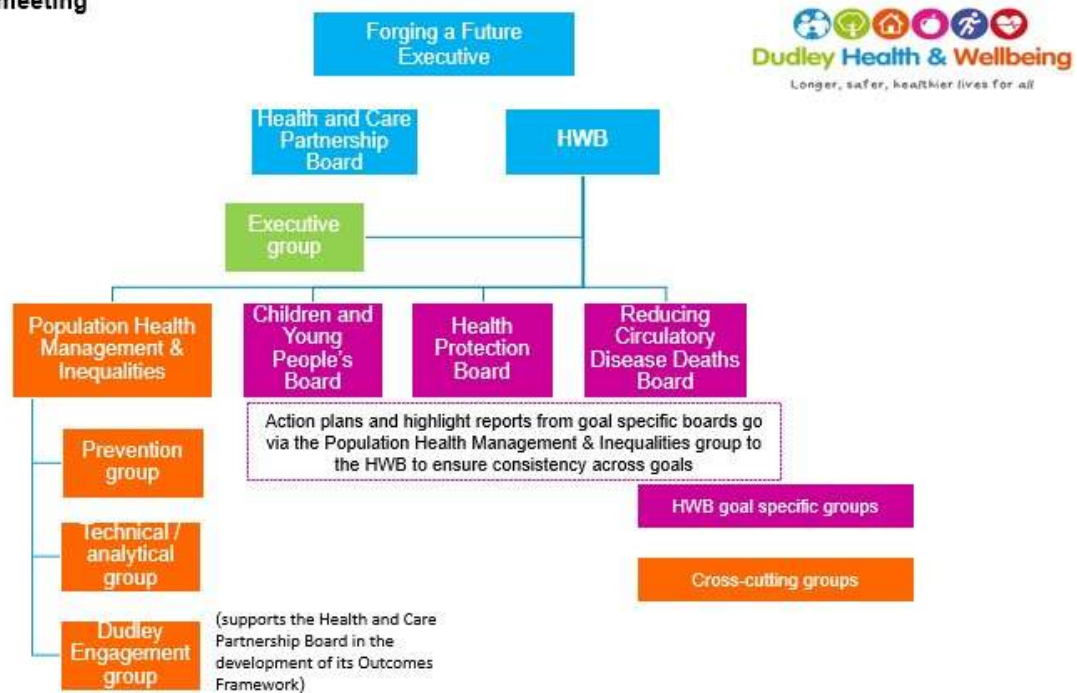 meeting
Forging a Future
Executive
Dudley Health & Wellbeing
Longer, safer, healthier lives for all
Health and Care
Partnership
Board
HWB
Executive
group
Population Health
Management &
Inequalities
Children and
Young
People's
Board
Health
Protection
Board
Reducing
Circulatory
Disease Deaths
Board
Action plans and highlight reports from goal specific boards go
via the Population Health Management & Inequalities group to
the HWB to ensure consistency across goals
Prevention
group
HWB goal specific groups
Technical /
analytical
group
Cross-cutting groups
Dudley
Engagement
group
(supports the Health and Care
Partnership Board in the
development of its Outcomes
Framework)